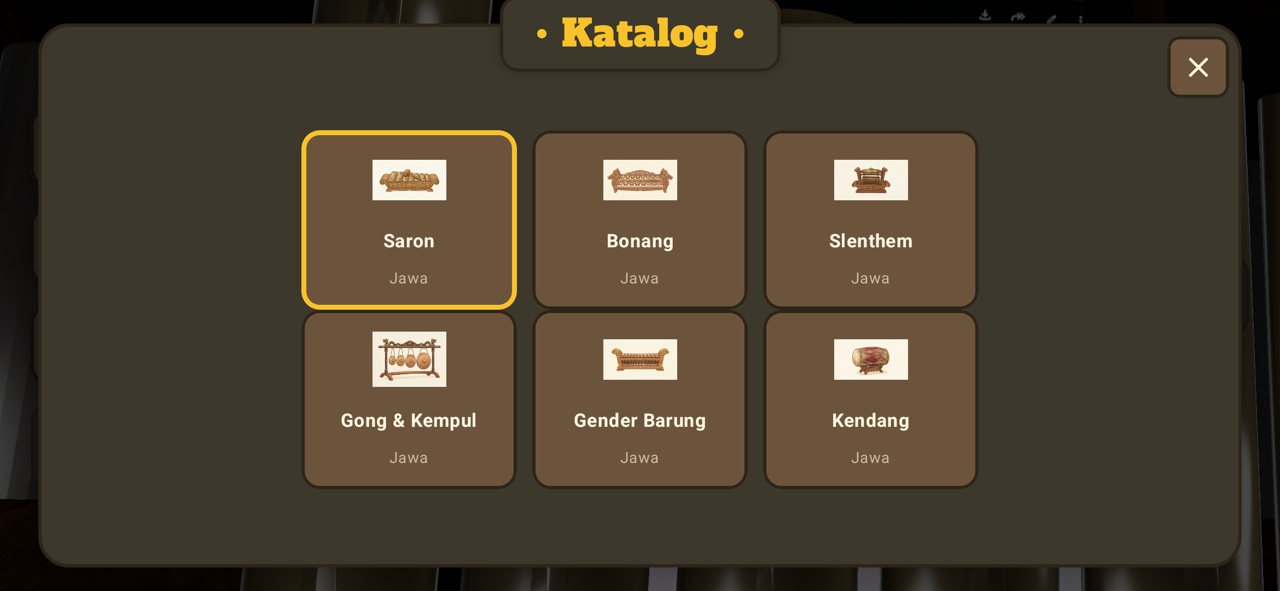 • Katalog •
Saron
Jawa
Bonang
Jawa
Slenthem
Jawa
Gong & Kempul
Jawa
Gender Barung
Jawa
Kendang
Jawa